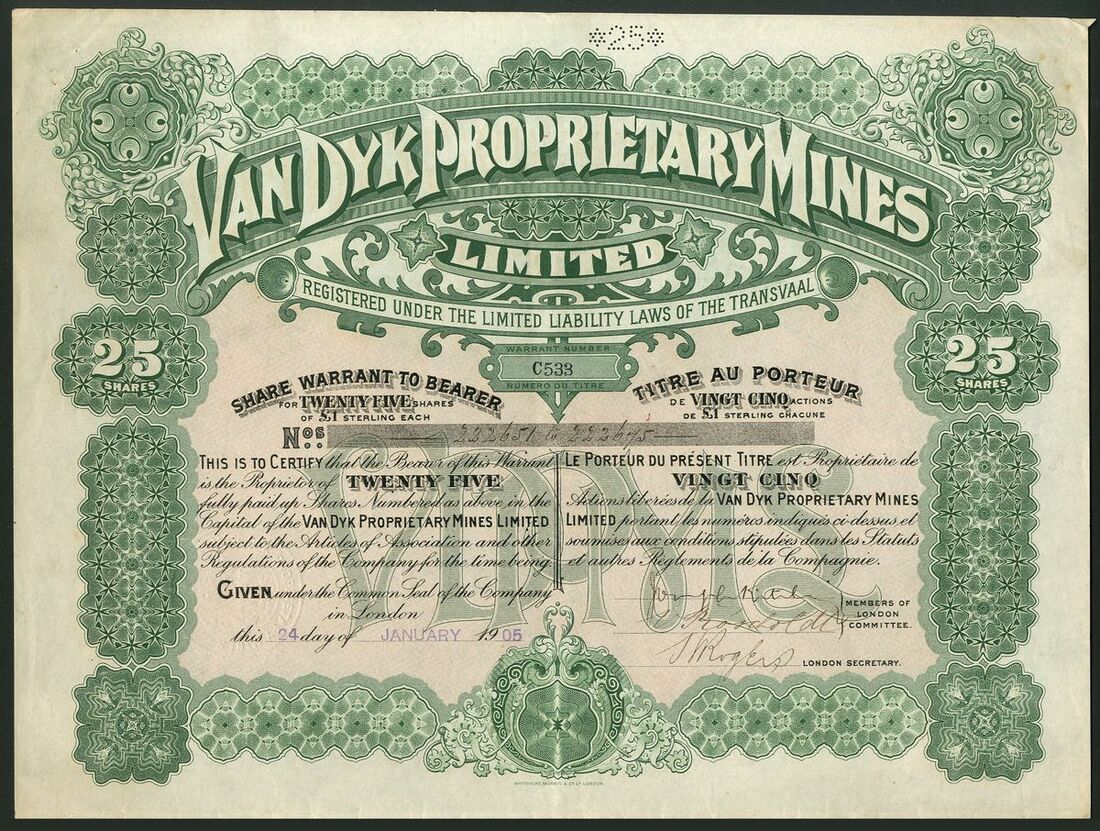 *25*
VAN DYK PROPRIETARY MINES
LIMITED
REGISTERED UNDER THE LIMITED LIABILITY LAWS OF THE TRANSVAAL
25
SHARES
25
SHARES
WARRANT NUMBER
C533
NUMERO DU TITRE
SHARE WARRANT TO BEARER
FOR TWENTY FIVE SHARES
OF £1 STERLING EACH
TITRE AU PORTEUR
DE VINGT CINQ ACTIONS
DE £1 STERLING CHACUNE
Nos: 222651 to 222675
THIS IS TO CERTIFY that the Bearer of this Warrant
is the Proprietor of TWENTY FIVE
fully paid up Shares Numbered as above in the
Capital of the VAN DYK PROPRIETARY MINES LIMITED
subject to the Articles of Association and other
Regulations of the Company for the time being
GIVEN under the Common Seal of the Company
in London
this 24 day of JANUARY 1905
LE PORTEUR DU PRÉSENT TITRE est Propriétaire de
VINGT CINQ
Actions libérées de la VAN DYK PROPRIETARY MINES
LIMITED portant les numéros indiqués ci-dessus et
soumises aux conditions stipulées dans les Statuts
et autres Règlements de la Compagnie.
MEMBERS OF
LONDON
COMMITTEE.
Rogers
LONDON SECRETARY.
WHITEHEAD, MORRIS & CO LD LONDON